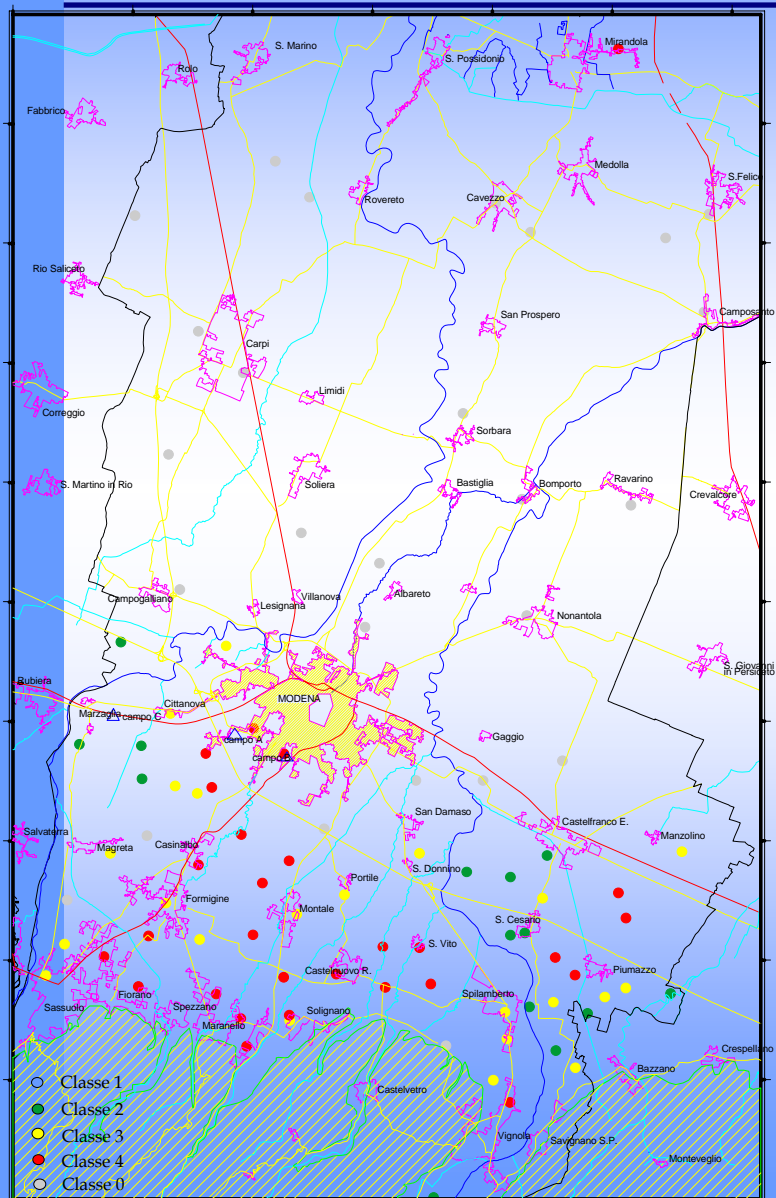 Mirandola
S. Marino
S. Possidonio
Rolo
Fabbrico
Medolla
S.Felice
Rovereto
Cavezzo
Rio Saliceto
Camposanto
San Prospero
Carpi
Limidi
Correggio
Sorbara
S. Martino in Rio
Soliera
Bastiglia
Bomporto
Ravarino
Crevalcore
Campogalliano
Lesignana
Villanova
Albareto
Nonantola
S. Giovanni
in Persiceto
Rubiera
Cittanova
MODENA
Marzaglia
campo C
campo A
Gaggio
campo B
San Damaso
Castelfranco E.
Salvaterra
Magreta
Casinalbo
Manzolino
S. Donnino
Portile
Formigine
Montale
S. Cesario
S. Vito
Castelnuovo R.
Piumazzo
Fiorano
Spezzano
Spilamberto
Sassuolo
Solignano
Maranello
Crespellano
Bazzano
Classe 1
Castelvetro
Classe 2
Classe 3
Vignola
Savignano S.P.
Classe 4
Monteveglio
Classe 0